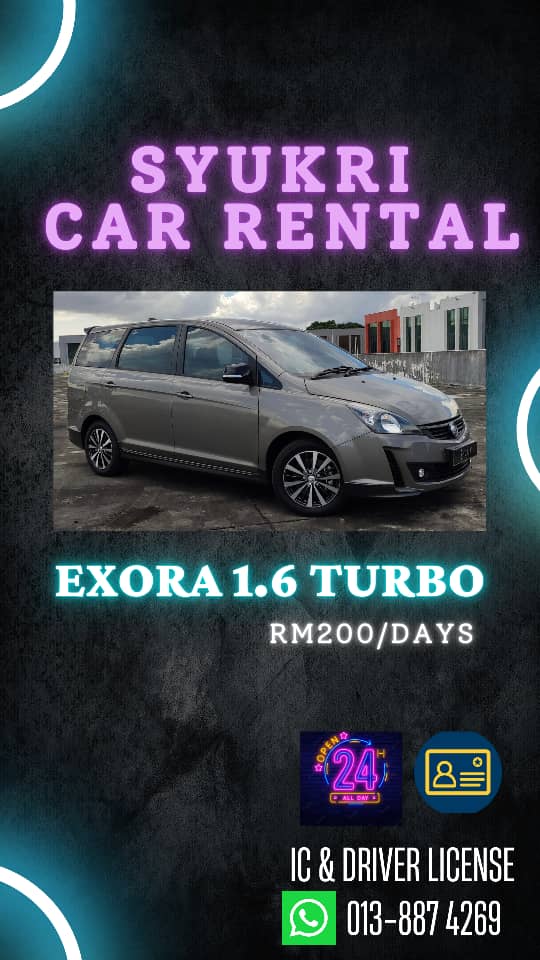 SYUKRI
CAR RENTAL
EXORA 1.6 TURBO
RM200/DAYS
OPEN
24H
ALL DAY
IC & DRIVER LICENSE
013-887 4269